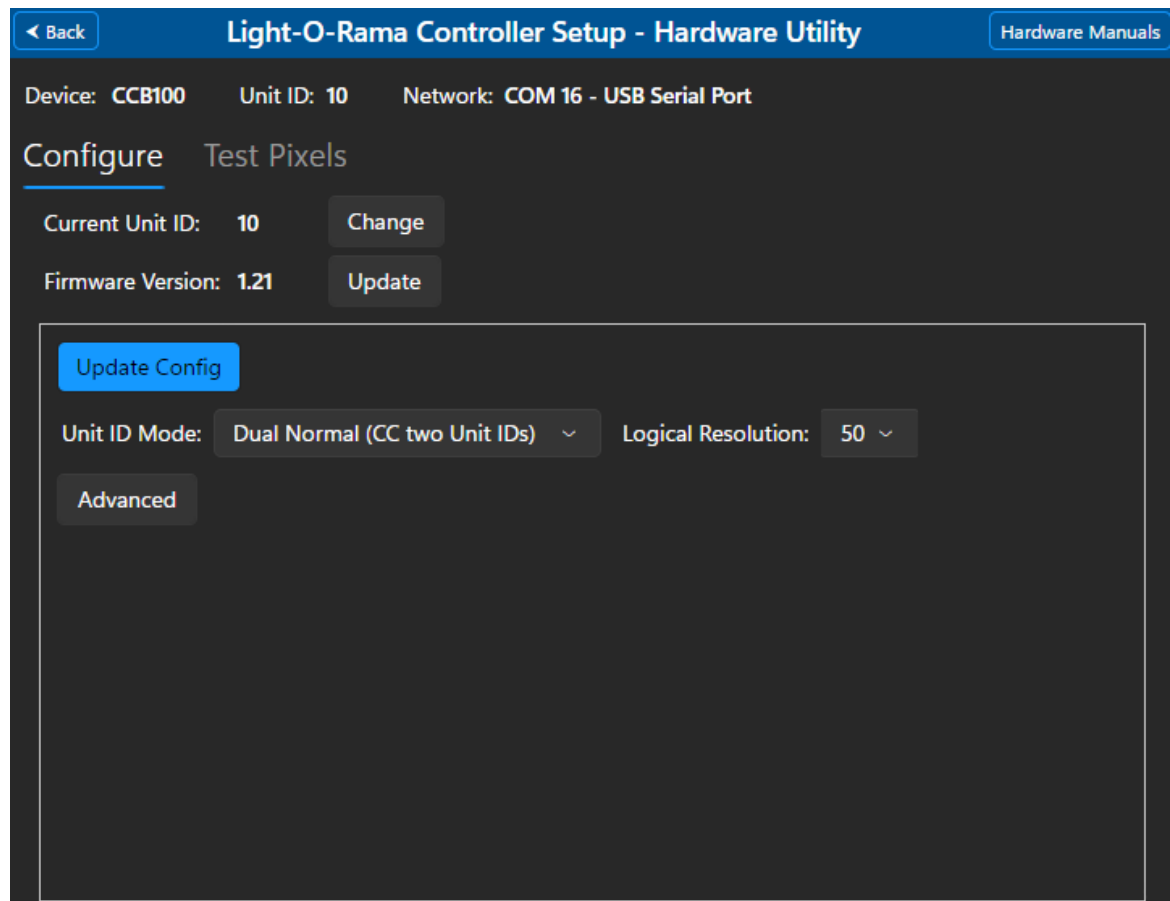 Back Light-O-Rama Controller Setup - Hardware Utility Hardware Manuals
Device: CCB100 Unit ID: 10 Network: COM 16 - USB Serial Port
Configure Test Pixels
Current Unit ID: 10 Change
Firmware Version: 1.21 Update
Update Config
Unit ID Mode: Dual Normal (CC two Unit IDs) Logical Resolution: 50
Advanced